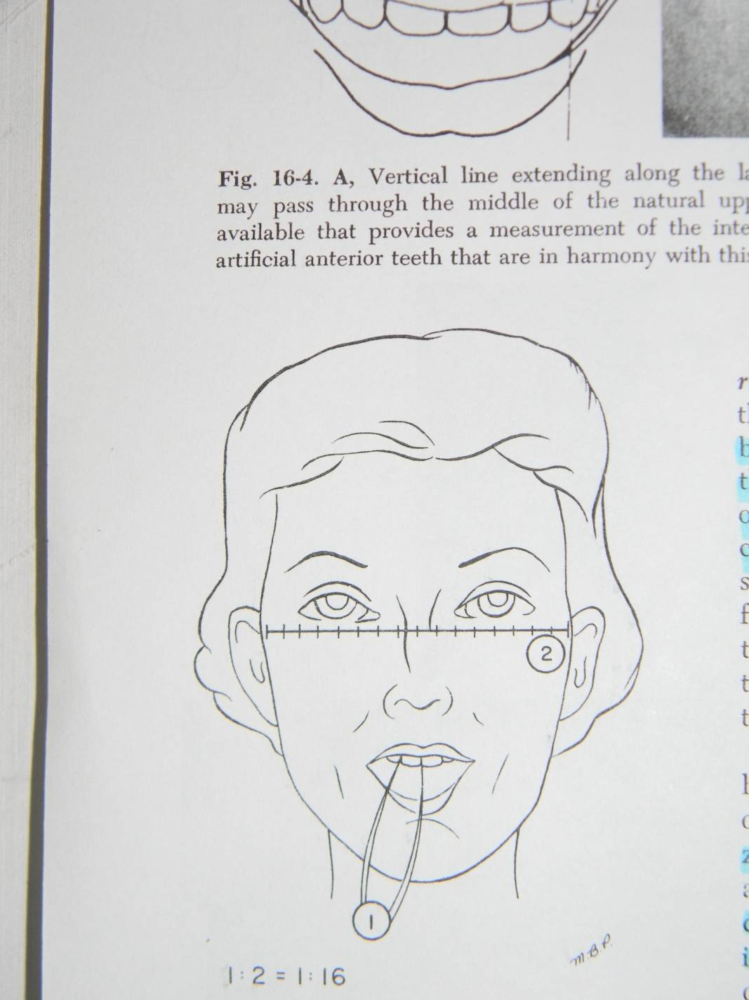 Fig. 16-4. A, Vertical line extending along the
may pass through the middle of the natural
available that provides a measurement of the
artificial anterior teeth that are in harmony with
2
1
1:2 = 1:16
M.B.P.